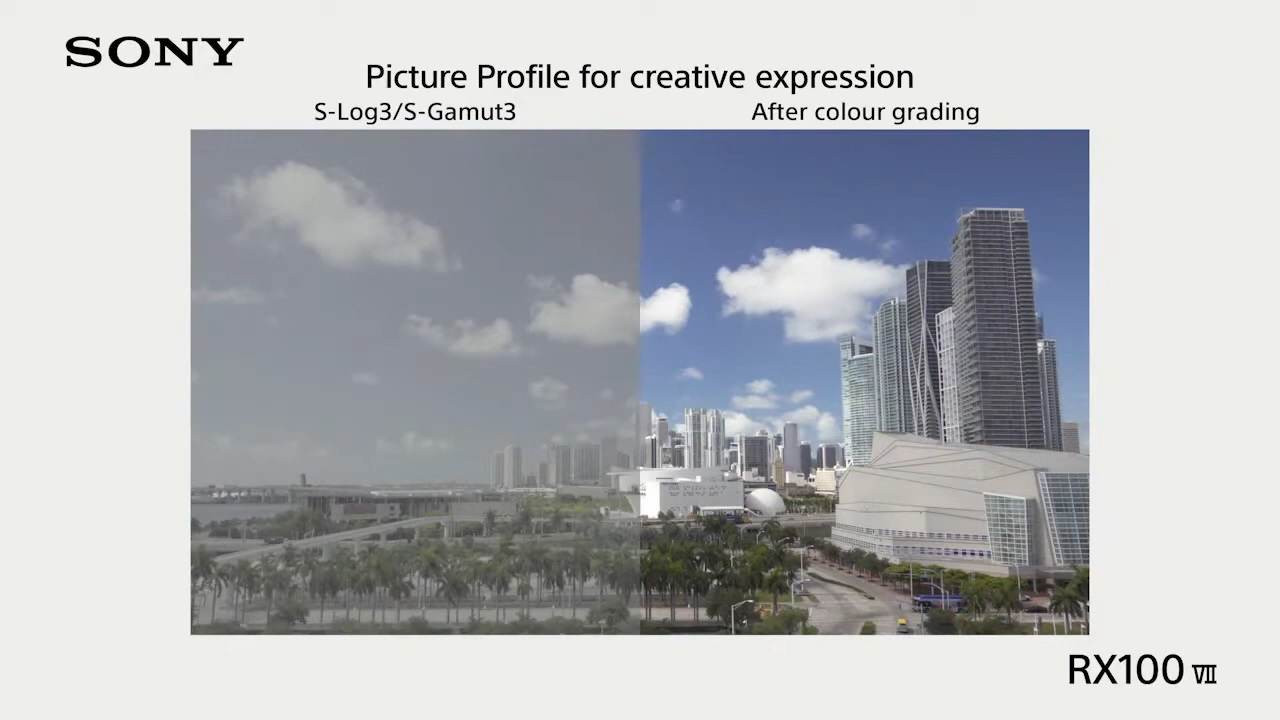 SONY
Picture Profile for creative expression
S-Log3/S-Gamut3
After colour grading
RX100 VII